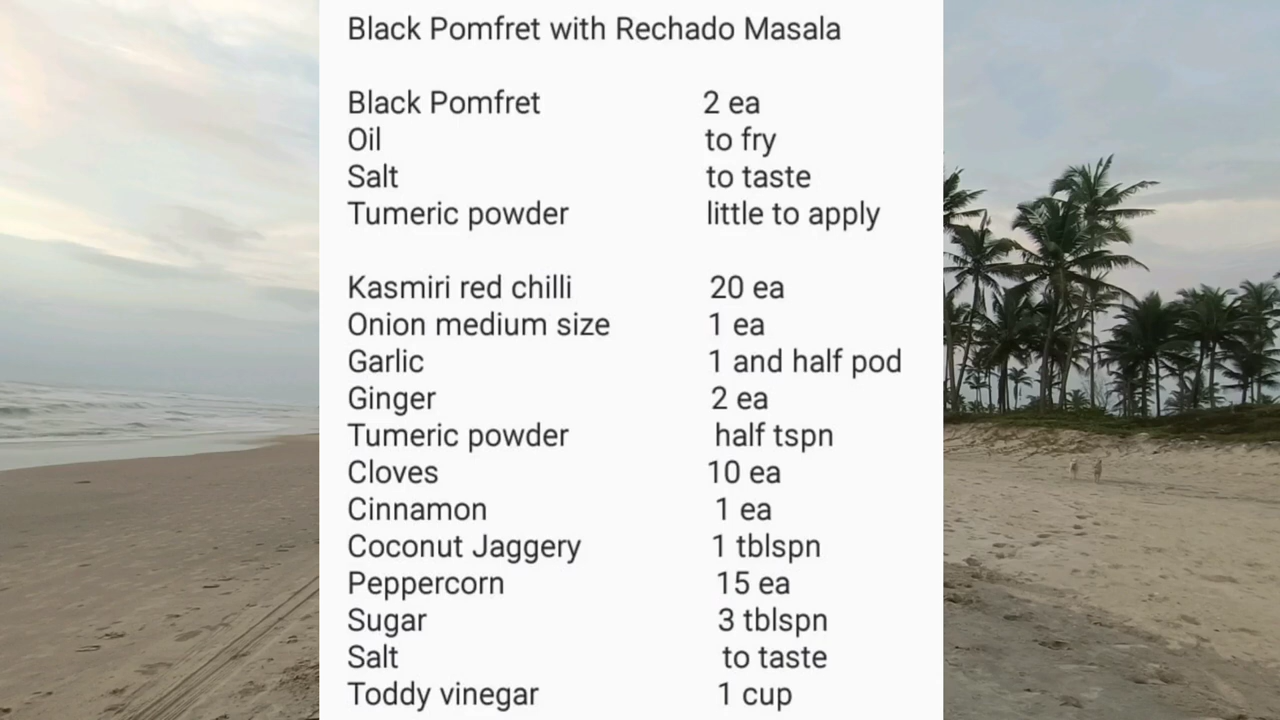 Black Pomfret with Rechado Masala
Black Pomfret 2 ea
Oil to fry
Salt to taste
Tumeric powder little to apply
Kasmiri red chilli 20 ea
Onion medium size 1 ea
Garlic 1 and half pod
Ginger 2 ea
Tumeric powder half tspn
Cloves 10 ea
Cinnamon 1 ea
Coconut Jaggery 1 tblspn
Peppercorn 15 ea
Sugar 3 tblspn
Salt to taste
Toddy vinegar 1 cup